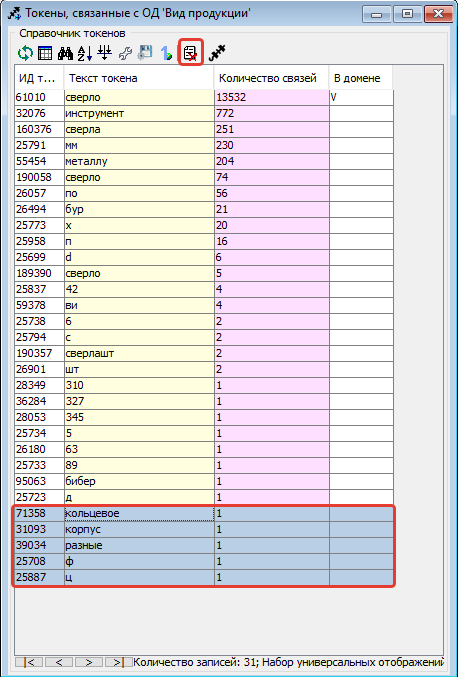 Токены, связанные с ОД 'Вид продукции'
Справочник токенов
ИД т... Текст токена Количество связей В домене
61010 сверло 13532 V
32076 инструмент 772
160376 сверла 251
25791 мм 230
55454 металлу 204
190058 сверло 74
26057 по 56
26494 бур 21
25773 х 20
25958 п 16
25699 d 6
189390 сверло 5
25837 42 4
59378 ви 4
25738 6 2
25794 с 2
190357 сверлашт 2
26901 шт 2
28349 310 1
36284 327 1
28053 345 1
25734 5 1
26180 63 1
25733 89 1
95063 бибер 1
25723 д 1
71358 кольцевое 1
31093 корпус 1
39034 разные 1
25708 ф 1
25887 ц 1
|< < > >| Количество записей: 31; Набор универсальных отображений